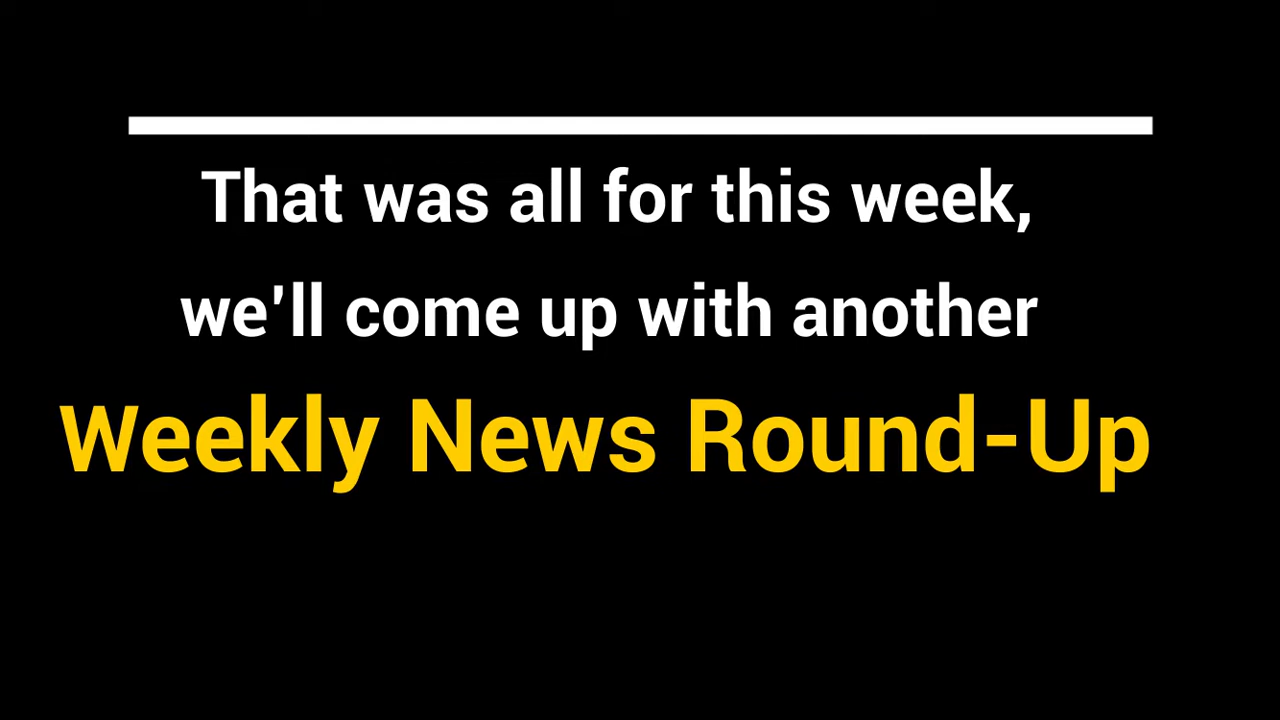 That was all for this week,
we'll come up with another
Weekly News Round-Up